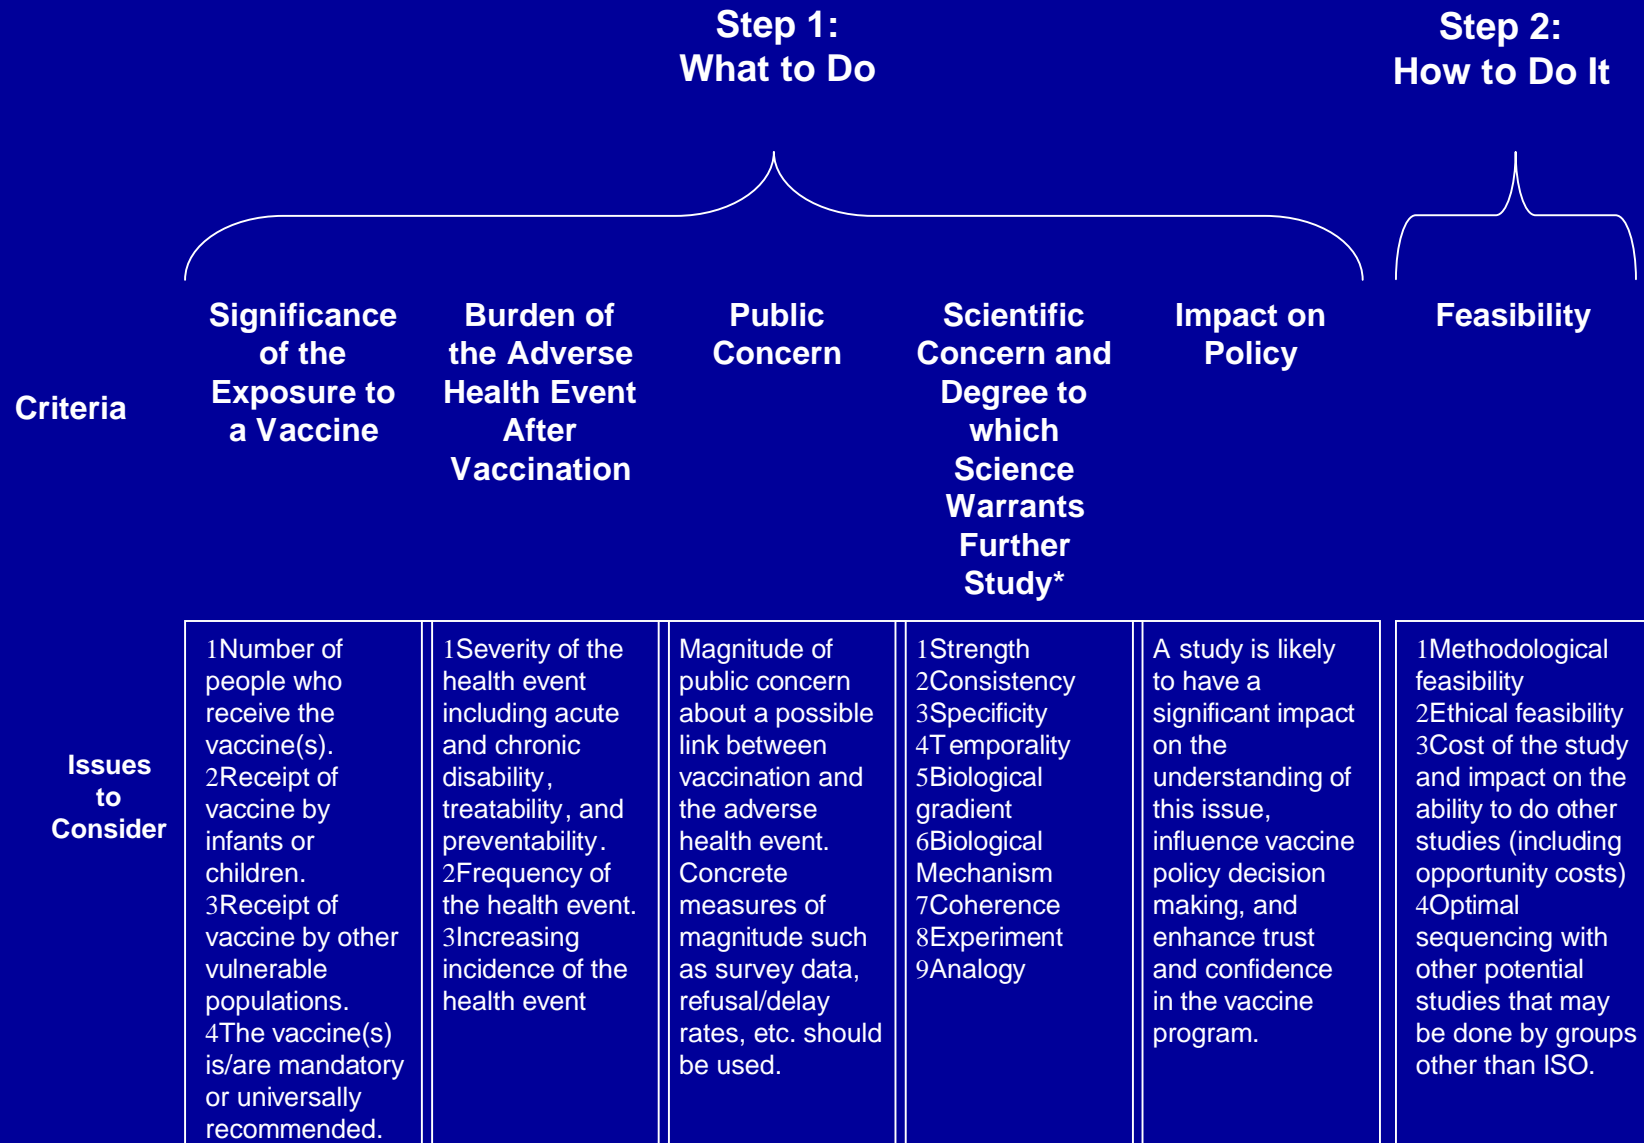 Step 1:
What to Do
Step 2:
How to Do It
Criteria
Significance
of the
Exposure to
a Vaccine
Burden of
the Adverse
Health Event
After
Vaccination
Public
Concern
Scientific
Concern and
Degree to
which
Science
Warrants
Further
Study*
Impact on
Policy
Feasibility
Issues
to
Consider
1Number of
people who
receive the
vaccine(s).
2Receipt of
vaccine by
infants or
children.
3Receipt of
vaccine by other
vulnerable
populations.
4The vaccine(s)
is/are mandatory
or universally
recommended.
1Severity of the
health event
including acute
and chronic
disability,
treatability, and
preventability.
2Frequency of
the health event.
3Increasing
incidence of the
health event
Magnitude of
public concern
about a possible
link between
vaccination and
the adverse
health event.
Concrete
measures of
magnitude such
as survey data,
refusal/delay
rates, etc. should
be used.
1Strength
2Consistency
3Specificity
4Temporality
5Biological
gradient
6Biological
Mechanism
7Coherence
8Experiment
9Analogy
A study is likely
to have a
significant impact
on the
understanding of
this issue,
influence vaccine
policy decision
making, and
enhance trust
and confidence
in the vaccine
program.
1Methodological
feasibility
2Ethical feasibility
3Cost of the study
and impact on the
ability to do other
studies (including
opportunity costs)
4Optimal
sequencing with
other potential
studies that may
be done by groups
other than ISO.